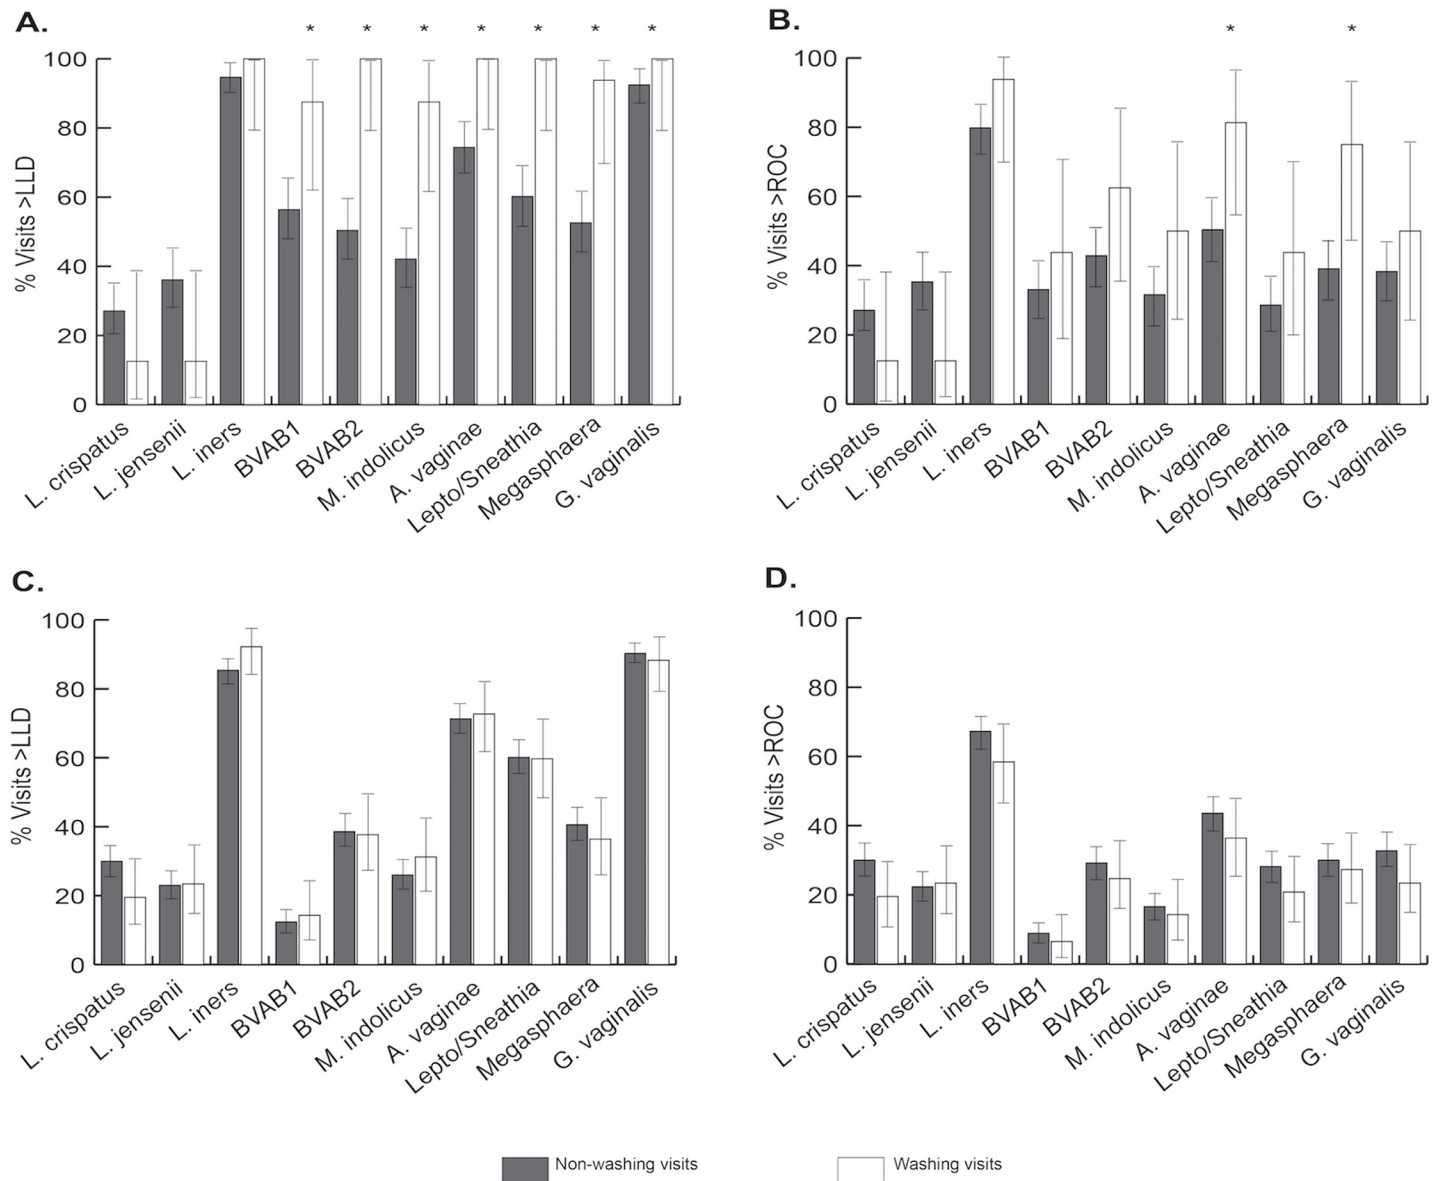 A.
* * * * * * *
% Visits >LLD
100
80
60
40
20
0
L. crispatus
L. jensenii
L. iners
BVAB1
BVAB2
M. indolicus
A. vaginae
Lepto/Sneathia
Megasphaera
G. vaginalis
B.
* *
% Visits >ROC
100
80
60
40
20
0
L. crispatus
L. jensenii
L. iners
BVAB1
BVAB2
M. indolicus
A. vaginae
Lepto/Sneathia
Megasphaera
G. vaginalis
C.
% Visits >LLD
100
80
60
40
20
0
L. crispatus
L. jensenii
L. iners
BVAB1
BVAB2
M. indolicus
A. vaginae
Lepto/Sneathia
Megasphaera
G. vaginalis
D.
% Visits >ROC
100
80
60
40
20
0
L. crispatus
L. jensenii
L. iners
BVAB1
BVAB2
M. indolicus
A. vaginae
Lepto/Sneathia
Megasphaera
G. vaginalis
Non-washing visits
Washing visits